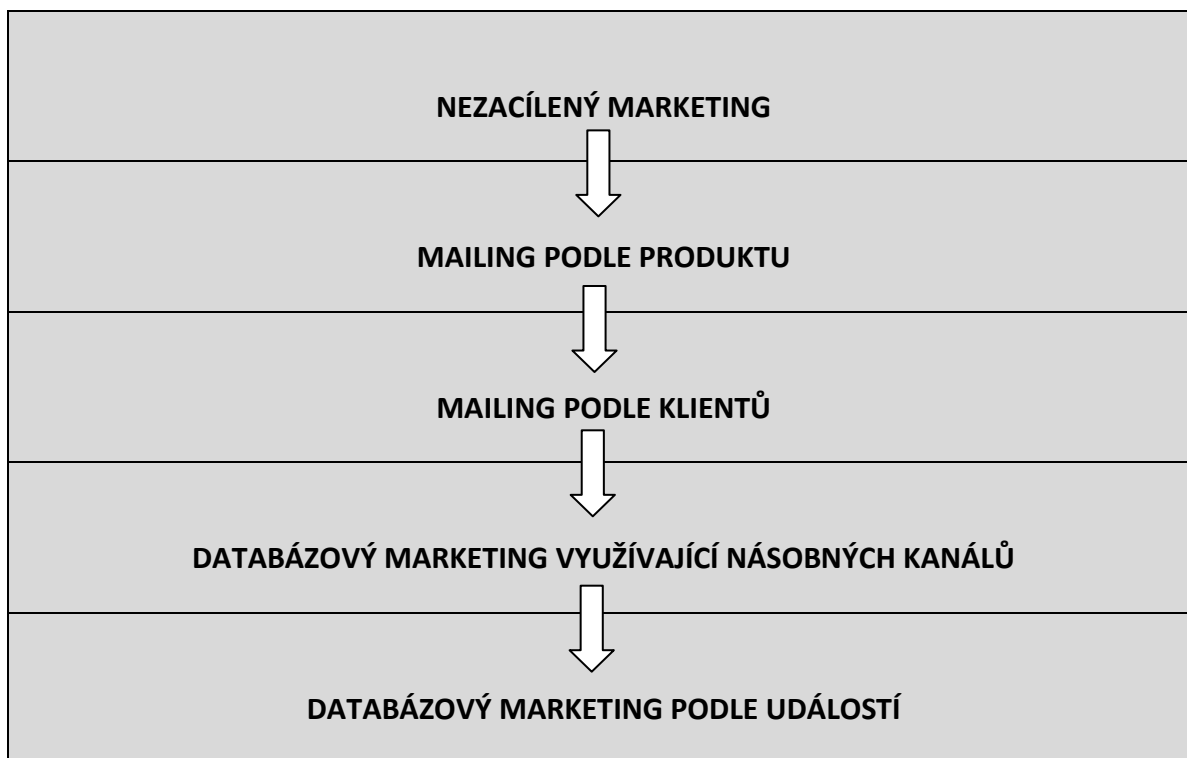 NEZACÍLENÝ MARKETING
MAILING PODLE PRODUKTU
MAILING PODLE KLIENTŮ
DATABÁZOVÝ MARKETING VYUŽÍVAJÍCÍ NÁSOBNÝCH KANÁLŮ
DATABÁZOVÝ MARKETING PODLE UDÁLOSTÍ